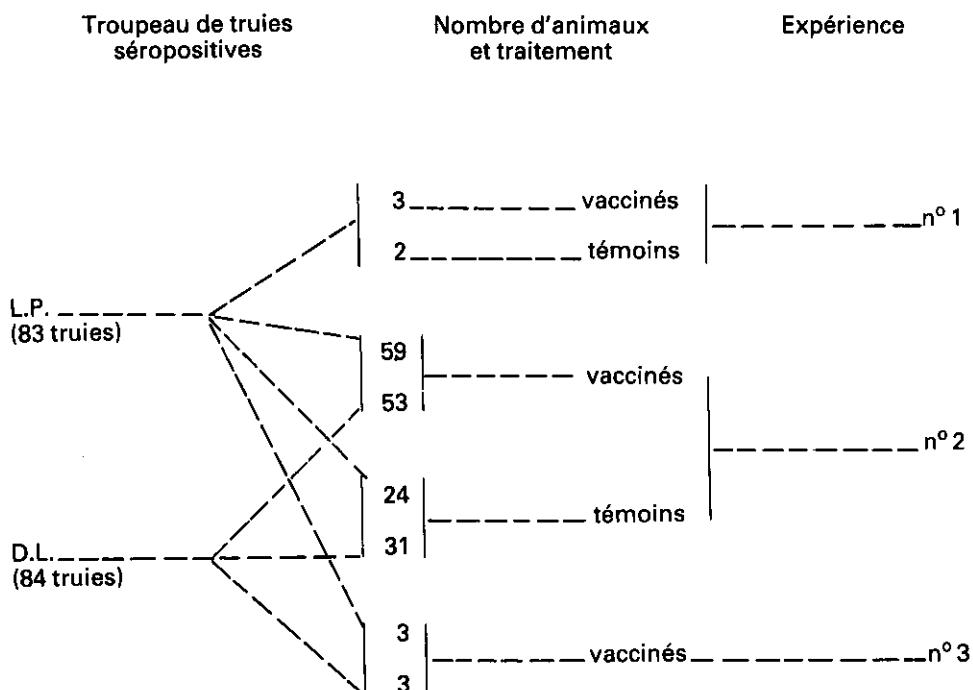 Troupeau de truies séropositives
Nombre d'animaux et traitement
Expérience
3 vaccinés
n° 1
2 témoins
L.P.
(83 truies)
59
vaccinés
53
n° 2
24
témoins
31
D.L.
(84 truies)
3
vaccinés
n° 3
3